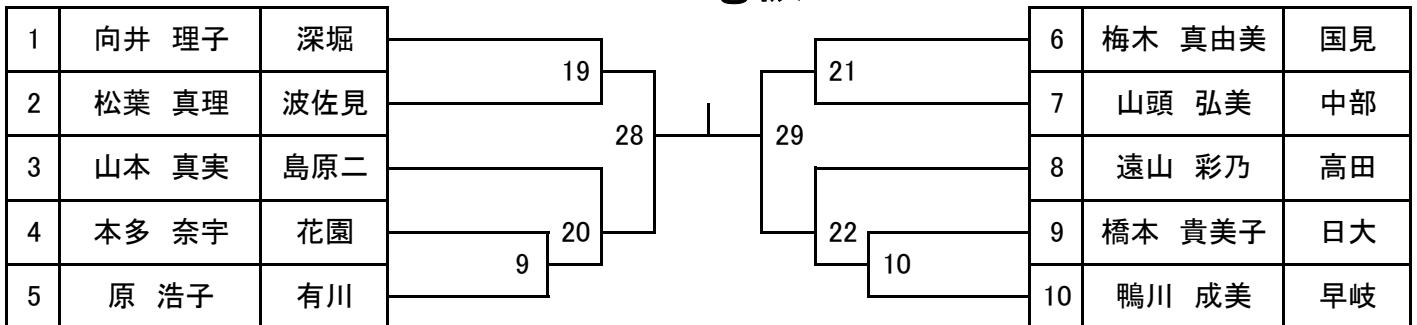 1 向井 理子 深堀
2 松葉 真理 波佐見
3 山本 真実 島原二
4 本多 奈宇 花園
5 原 浩子 有川
19
28
20
9
21
29
22
10
6 梅木 真由美 国見
7 山頭 弘美 中部
8 遠山 彩乃 高田
9 橋本 貴美子 日大
10 鴨川 成美 早岐